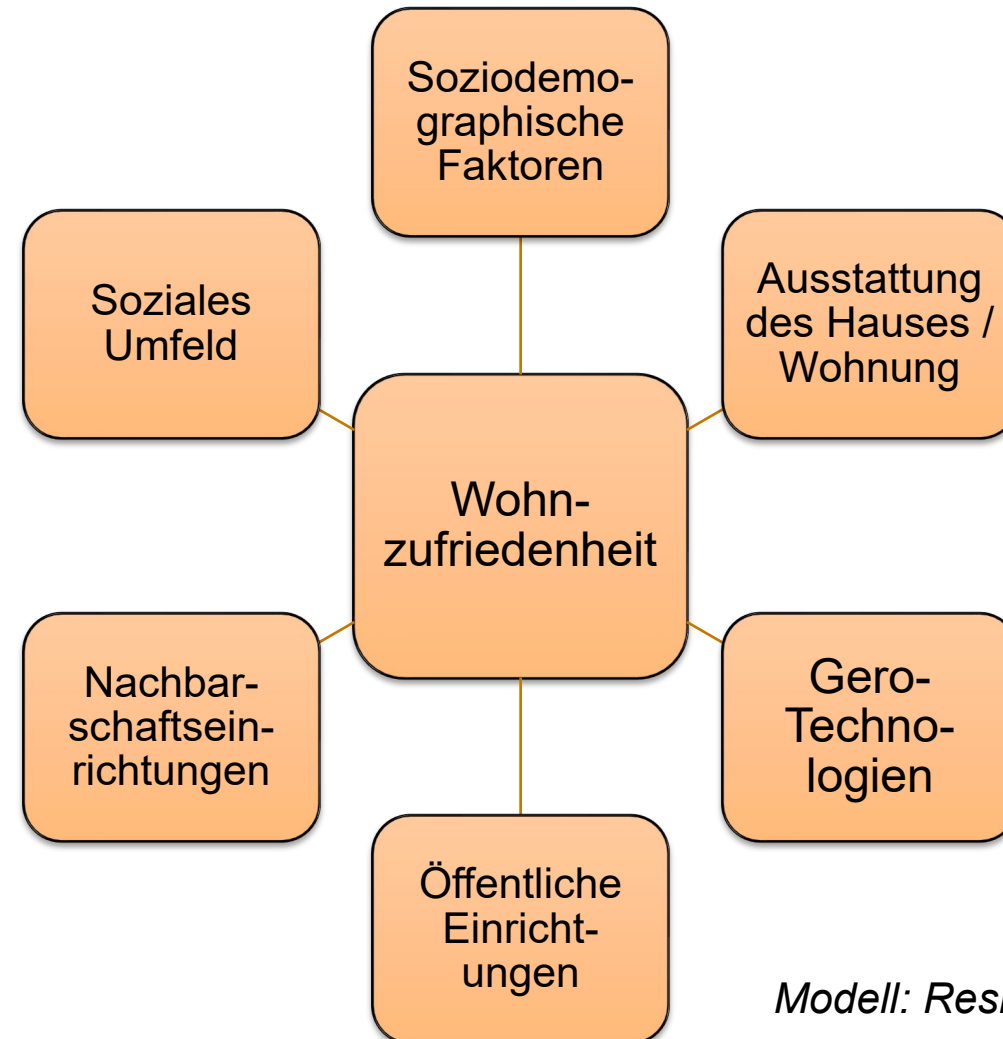 Soziodemo-
graphische
Faktoren
Soziales
Umfeld
Ausstattung
des Hauses /
Wohnung
Wohn-
zufriedenheit
Nachbar-
schaftsein-
richtungen
Gero-
Techno-
logien
Öffentliche
Einricht-
ungen
Modell: